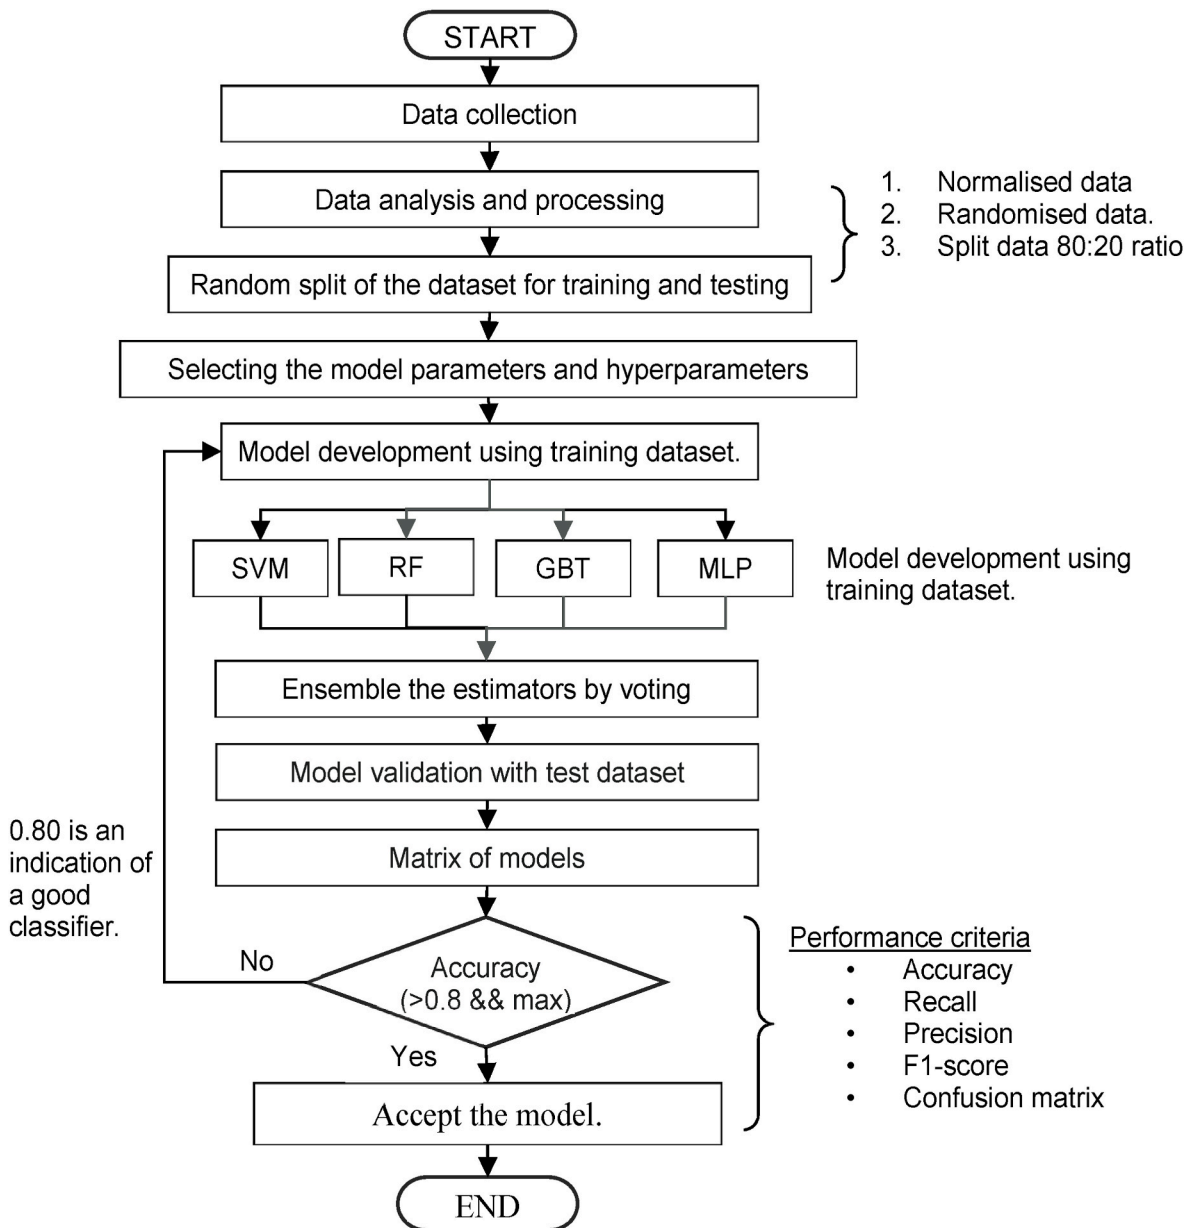 START
Data collection
Data analysis and processing
1. Normalised data
2. Randomised data.
3. Split data 80:20 ratio
Random split of the dataset for training and testing
Selecting the model parameters and hyperparameters
Model development using training dataset.
SVM
RF
GBT
MLP
Model development using
training dataset.
Ensemble the estimators by voting
Model validation with test dataset
Matrix of models
0.80 is an
indication of
a good
classifier.
No
Accuracy
(>0.8 && max)
Yes
Performance criteria
• Accuracy
• Recall
• Precision
• F1-score
• Confusion matrix
Accept the model.
END